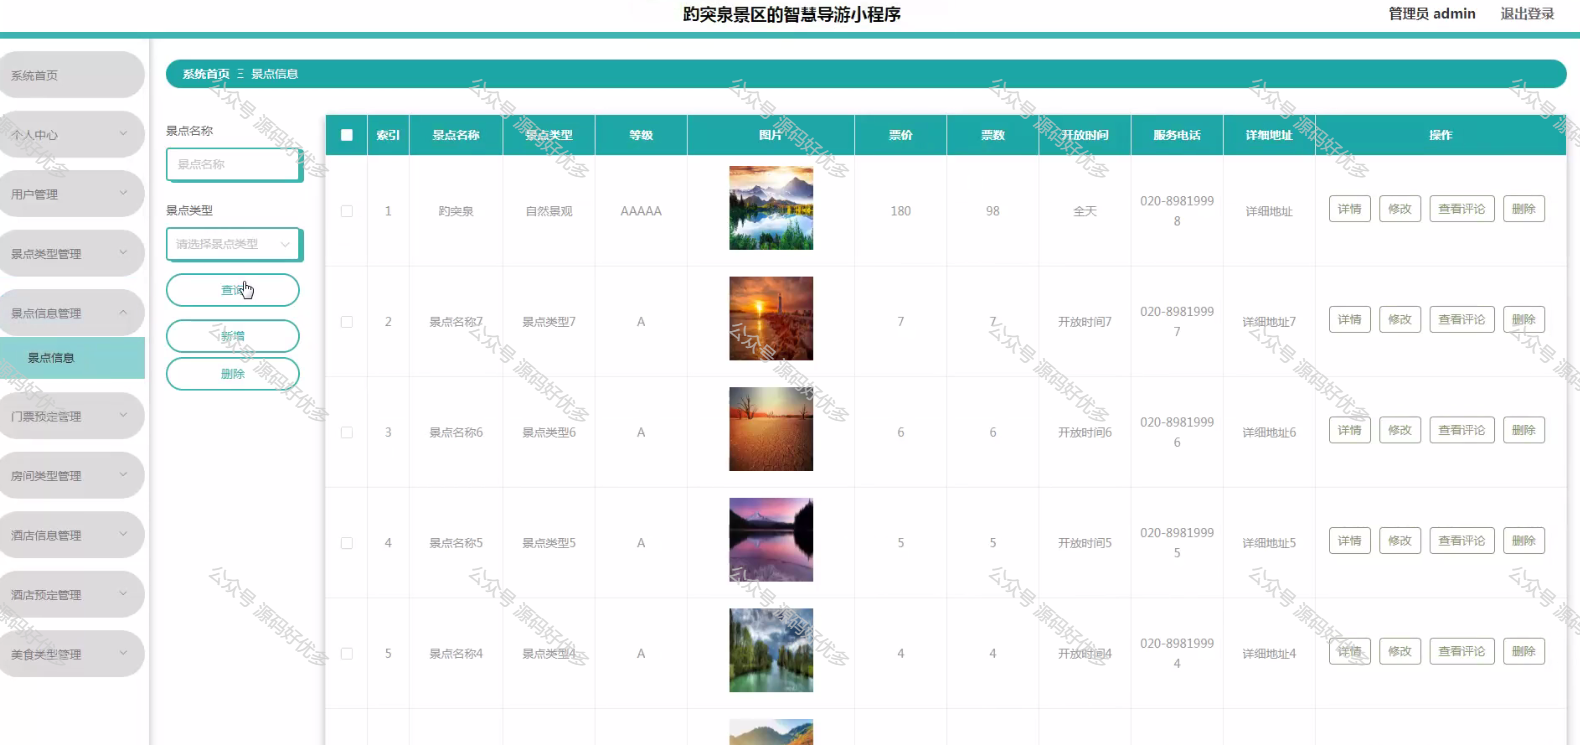 趵突泉景区的智慧导游小程序
管理员 admin
退出登录
系统首页
个人中心
用户管理
景点类型管理
景点信息管理
景点信息
门票预定管理
房间类型管理
酒店信息管理
酒店预定管理
美食类型管理
系统首页 Ξ 景点信息
景点名称
景点名称
景点类型
请选择景点类型
查询
新增
删除
索引 景点名称 景点类型 等级 图片 票价 票数 开放时间 服务电话 详细地址 操作
1 趵突泉 自然景观 AAAAA 180 98 全天 020-89819998 详细地址 详情 修改 查看评论 删除
2 景点名称7 景点类型7 A 7 7 开放时间7 020-89819997 详细地址7 详情 修改 查看评论 删除
3 景点名称6 景点类型6 A 6 6 开放时间6 020-89819996 详细地址6 详情 修改 查看评论 删除
4 景点名称5 景点类型5 A 5 5 开放时间5 020-89819995 详细地址5 详情 修改 查看评论 删除
5 景点名称4 景点类型4 A 4 4 开放时间4 020-89819994 详细地址4 详情 修改 查看评论 删除
公众号 源码好优多